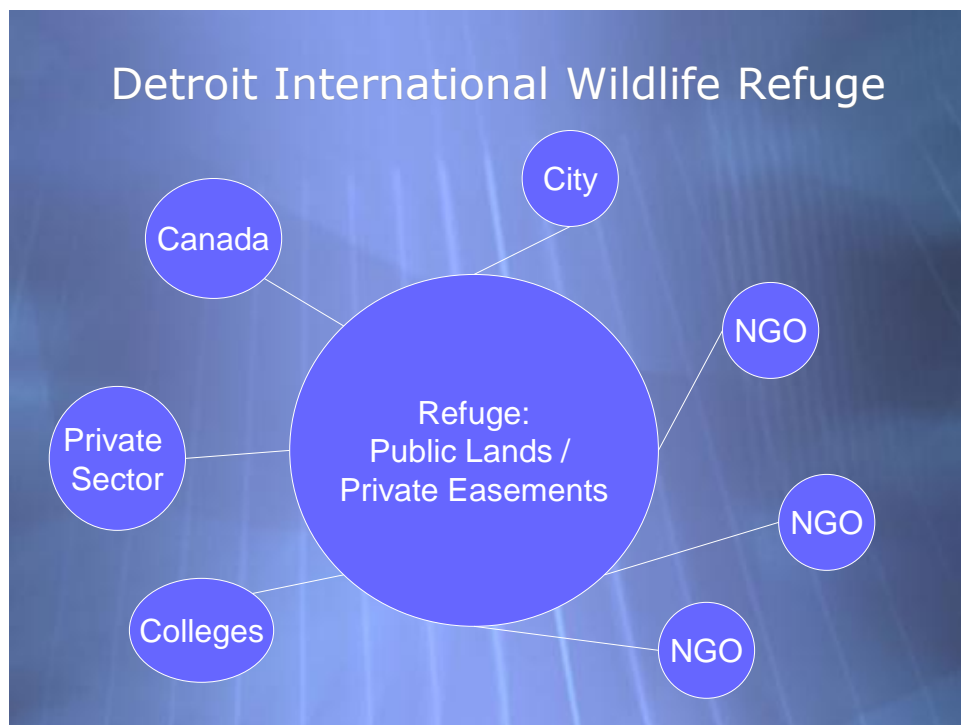 Detroit International Wildlife Refuge
City
Canada
NGO
Private
Sector
Refuge:
Public Lands /
Private Easements
NGO
Colleges
NGO